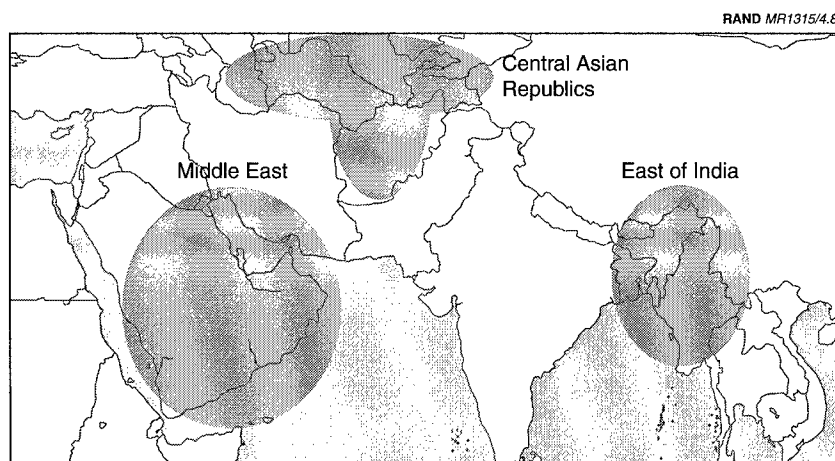 RAND MR1315/4.8
Central Asian
Republics
Middle East
East of India